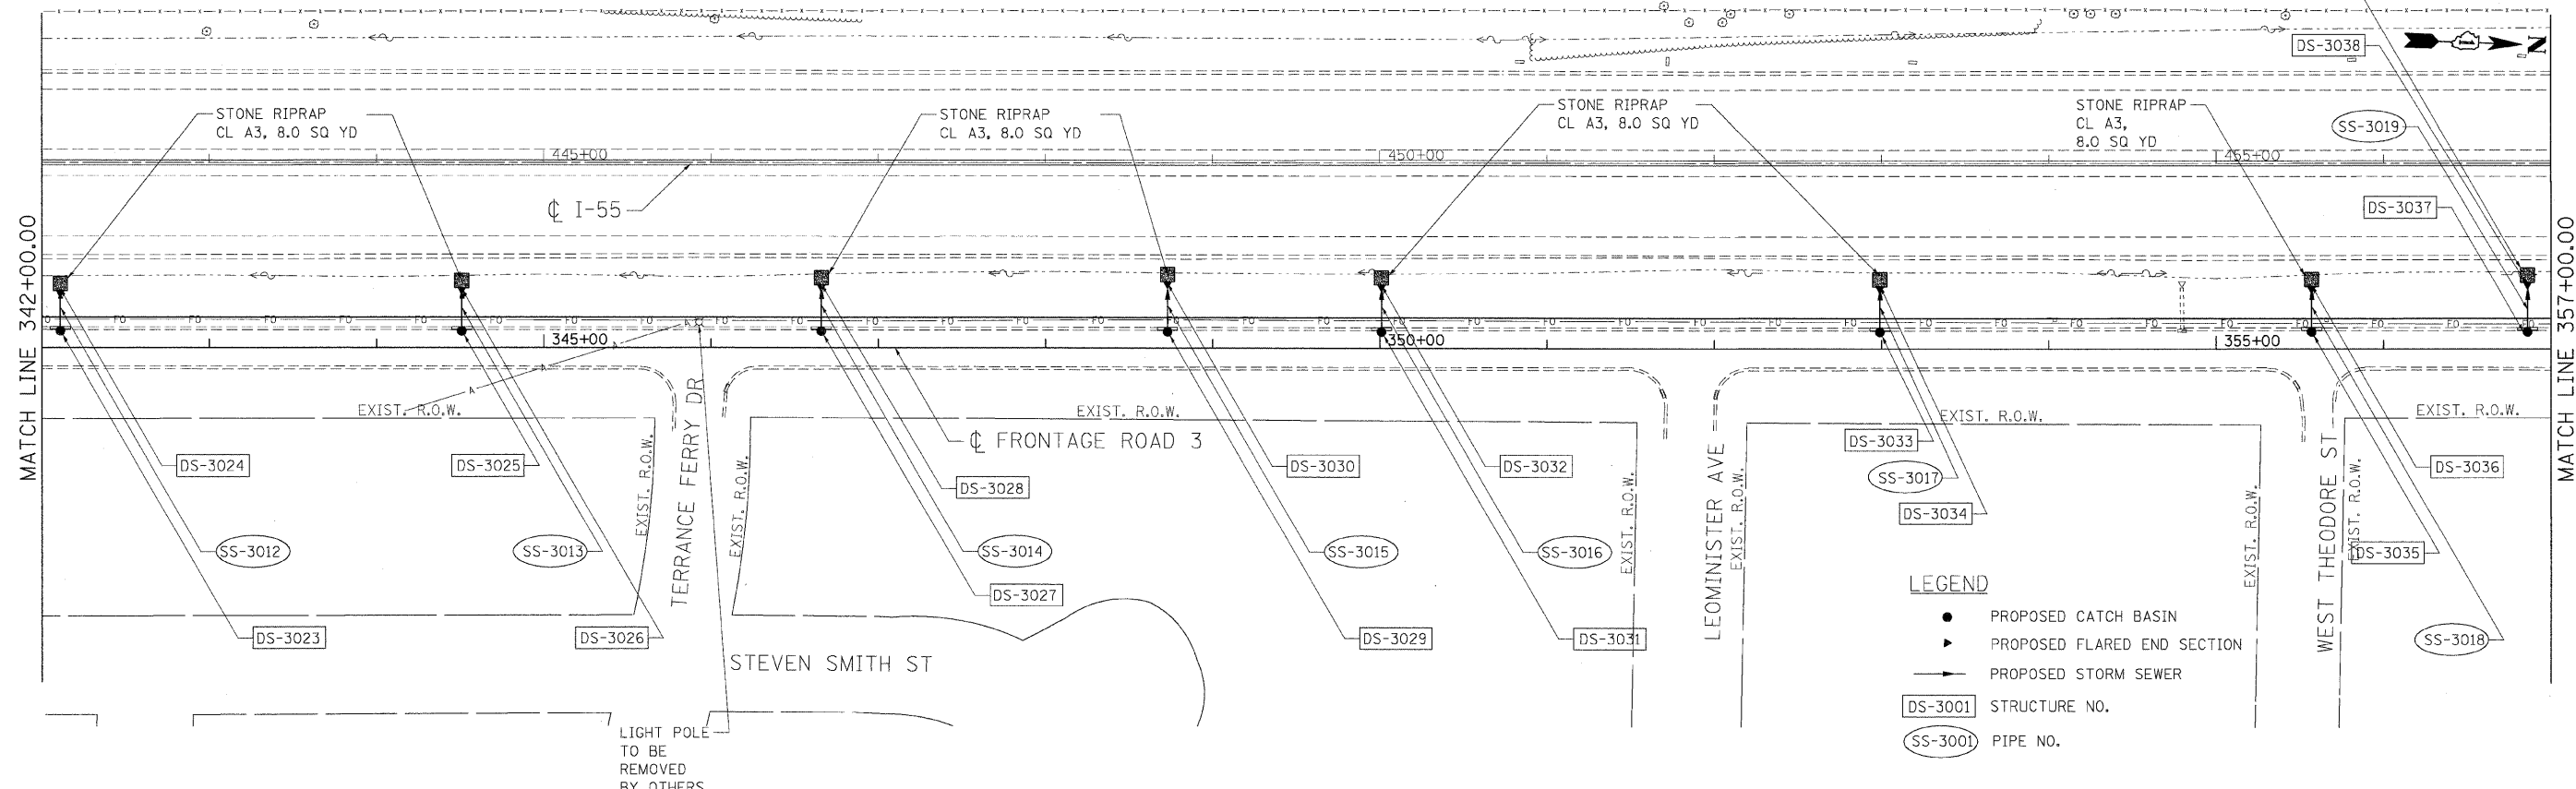 DS-3038
N
STONE RIPRAP
CL A3, 8.0 SQ YD
STONE RIPRAP
CL A3, 8.0 SQ YD
STONE RIPRAP
CL A3, 8.0 SQ YD
STONE RIPRAP
CL A3,
8.0 SQ YD
SS-3019
445+00
450+00
455+00
℄ I-55
DS-3037
MATCH LINE 342+00.00
MATCH LINE 357+00.00
345+00
350+00
355+00
EXIST. R.O.W.
EXIST. R.O.W.
EXIST. R.O.W.
EXIST. R.O.W.
℄ FRONTAGE ROAD 3
DS-3024
DS-3025
DS-3028
DS-3030
DS-3032
DS-3033
SS-3017
DS-3034
DS-3036
EXIST. R.O.W.
TERRANCE FERRY DR
EXIST. R.O.W.
EXIST. R.O.W.
LEOMINISTER AVE
EXIST. R.O.W.
EXIST. R.O.W.
WEST THEODORE ST
EXIST. R.O.W.
SS-3012
SS-3013
SS-3014
SS-3015
SS-3016
DS-3035
DS-3027
DS-3023
DS-3026
DS-3029
DS-3031
SS-3018
STEVEN SMITH ST
LEGEND
PROPOSED CATCH BASIN
PROPOSED FLARED END SECTION
PROPOSED STORM SEWER
DS-3001 STRUCTURE NO.
SS-3001 PIPE NO.
LIGHT POLE
TO BE
REMOVED
BY OTHERS